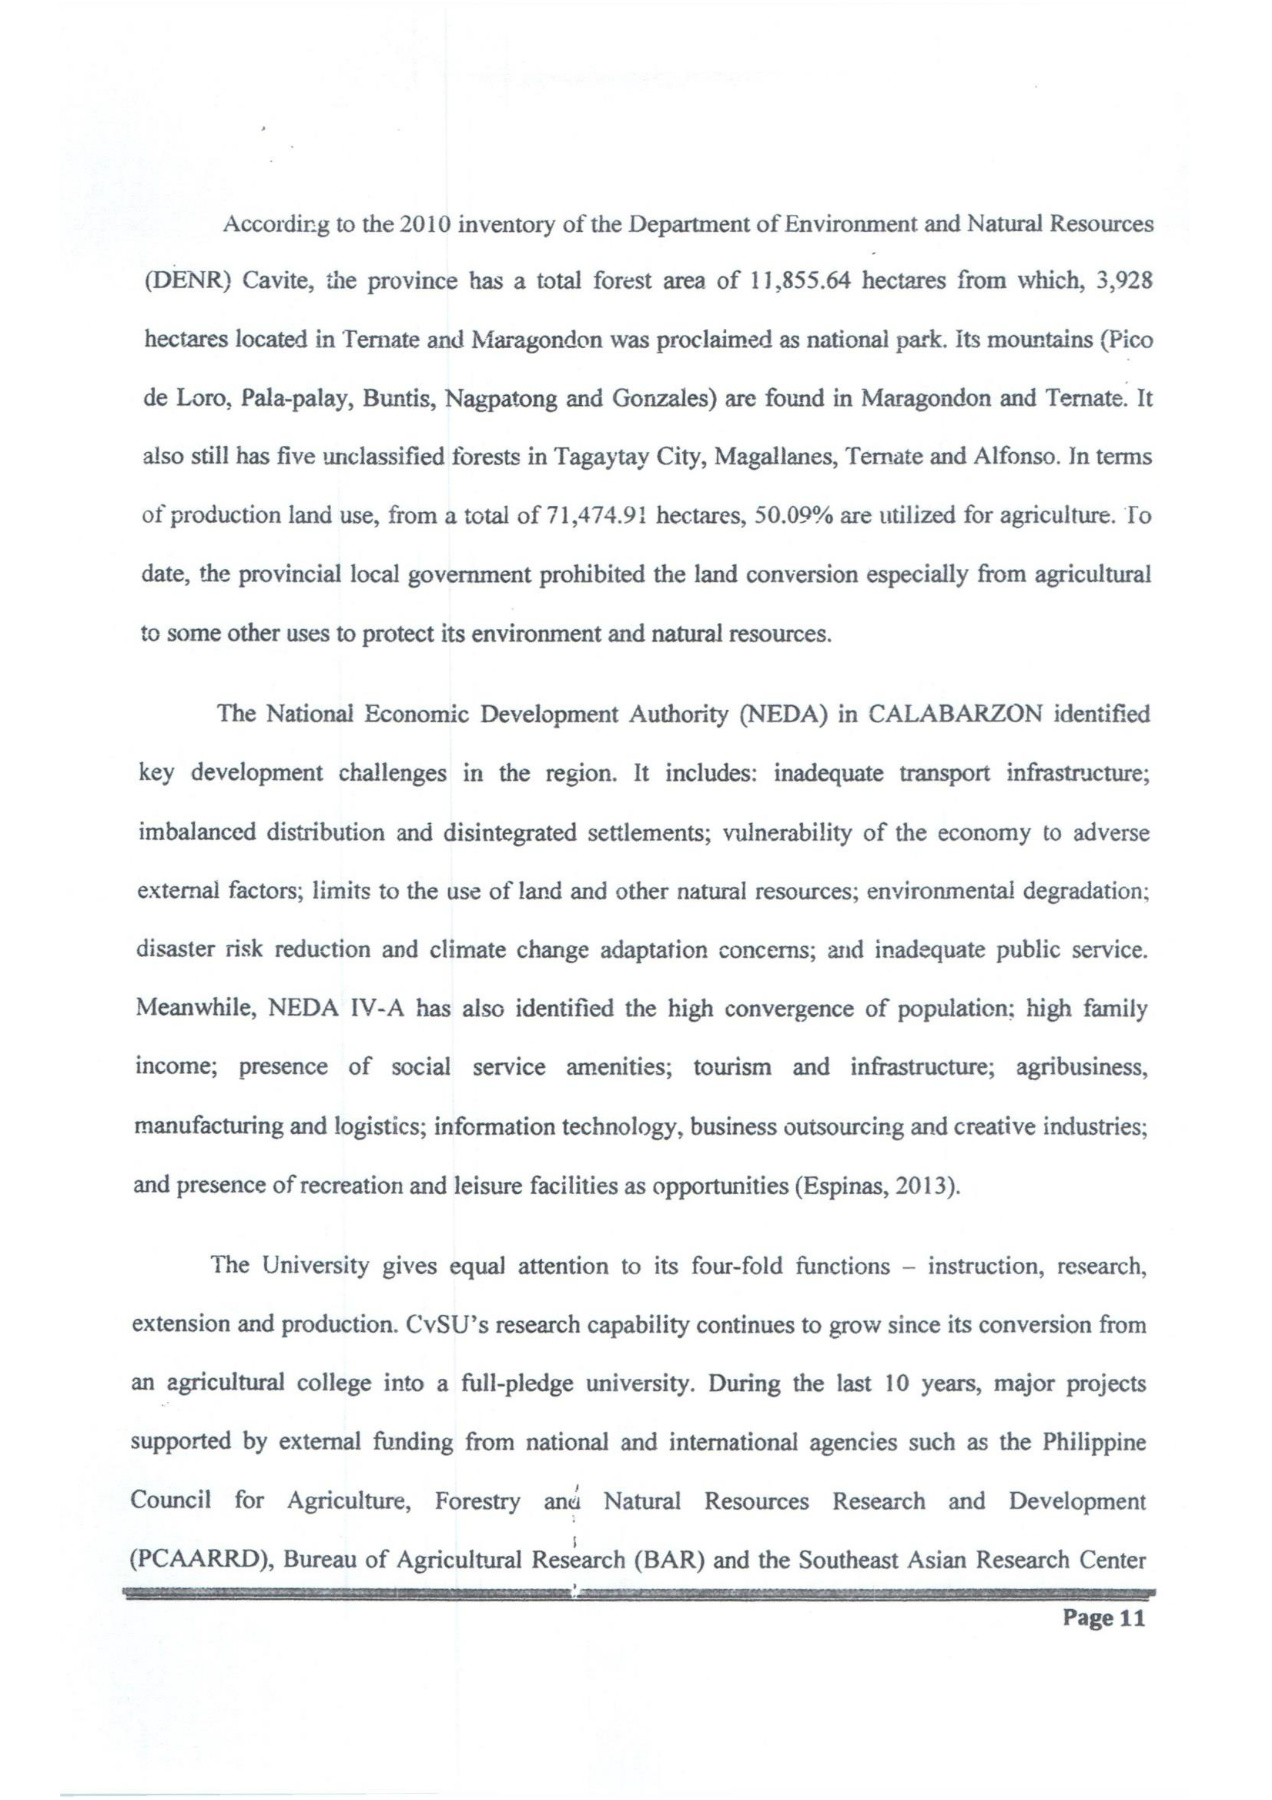 According to the 2010 inventory of the Department of Environment and Natural Resources
(DENR) Cavite, the province has a total forest area of 11,855.64 hectares from which, 3,928
hectares located in Ternate and Maragondon was proclaimed as national park. Its mountains (Pico
de Loro, Pala-palay, Buntis, Nagpatong and Gonzales) are found in Maragondon and Ternate. It
also still has five unclassified forests in Tagaytay City, Magallanes, Ternate and Alfonso. In terms
of production land use, from a total of 71,474.91 hectares, 50.09% are utilized for agriculture. To
date, the provincial local government prohibited the land conversion especially from agricultural
to some other uses to protect its environment and natural resources.
The National Economic Development Authority (NEDA) in CALABARZON identified
key development challenges in the region. It includes: inadequate transport infrastructure;
imbalanced distribution and disintegrated settlements; vulnerability of the economy to adverse
external factors; limits to the use of land and other natural resources; environmental degradation;
disaster risk reduction and climate change adaptation concerns; and inadequate public service.
Meanwhile, NEDA IV-A has also identified the high convergence of population; high family
income; presence of social service amenities; tourism and infrastructure; agribusiness,
manufacturing and logistics; information technology, business outsourcing and creative industries;
and presence of recreation and leisure facilities as opportunities (Espinas, 2013).
The University gives equal attention to its four-fold functions – instruction, research,
extension and production. CvSU's research capability continues to grow since its conversion from
an agricultural college into a full-pledge university. During the last 10 years, major projects
supported by external funding from national and international agencies such as the Philippine
Council for Agriculture, Forestry and Natural Resources Research and Development
(PCAARRD), Bureau of Agricultural Research (BAR) and the Southeast Asian Research Center
Page 11